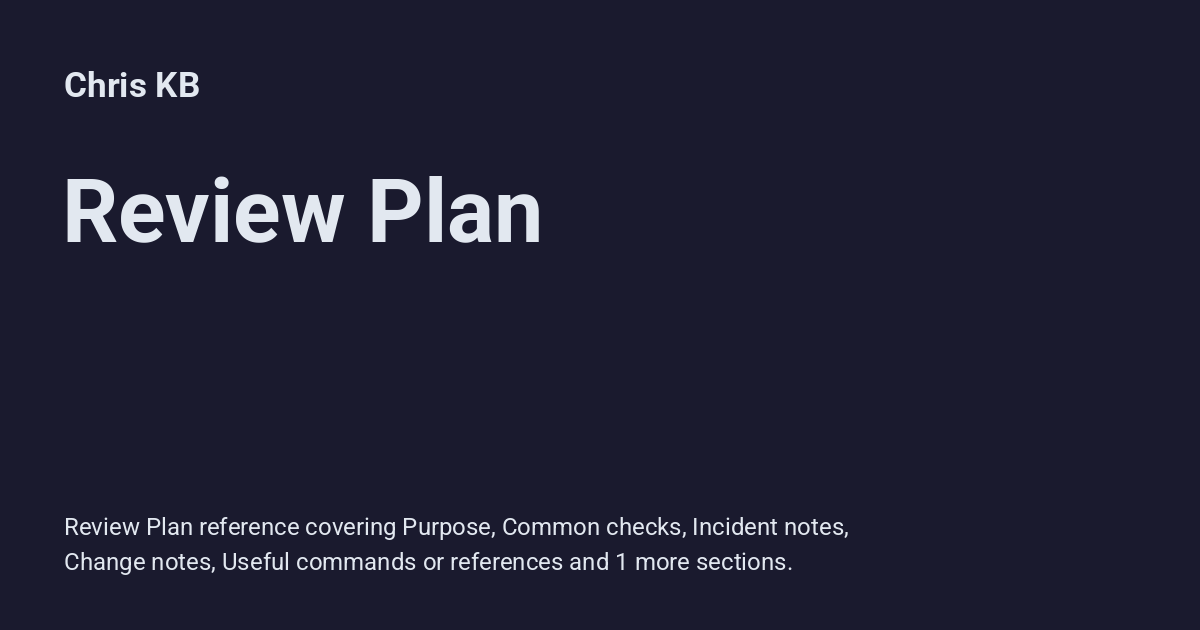 Chris KB
Review Plan
Review Plan reference covering Purpose, Common checks, Incident notes,
Change notes, Useful commands or references and 1 more sections.